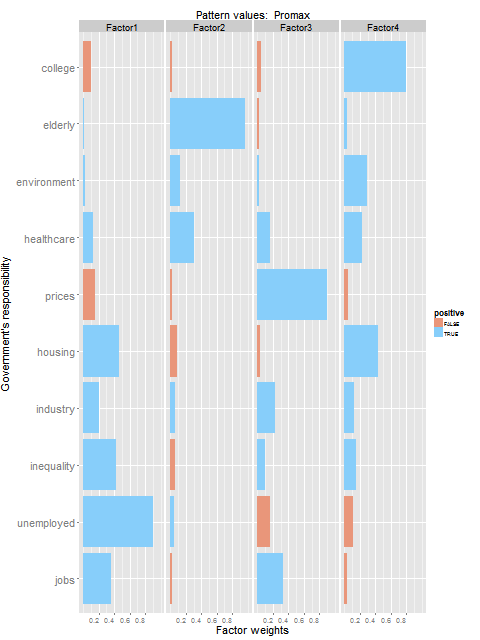 Pattern values: Promax
Factor1 Factor2 Factor3 Factor4
college
elderly
environment
healthcare
prices
housing
industry
inequality
unemployed
jobs
Government's responsibility
0.2 0.4 0.6 0.8 0.2 0.4 0.6 0.8 0.2 0.4 0.6 0.8 0.2 0.4 0.6 0.8
Factor weights
positive
FALSE
TRUE